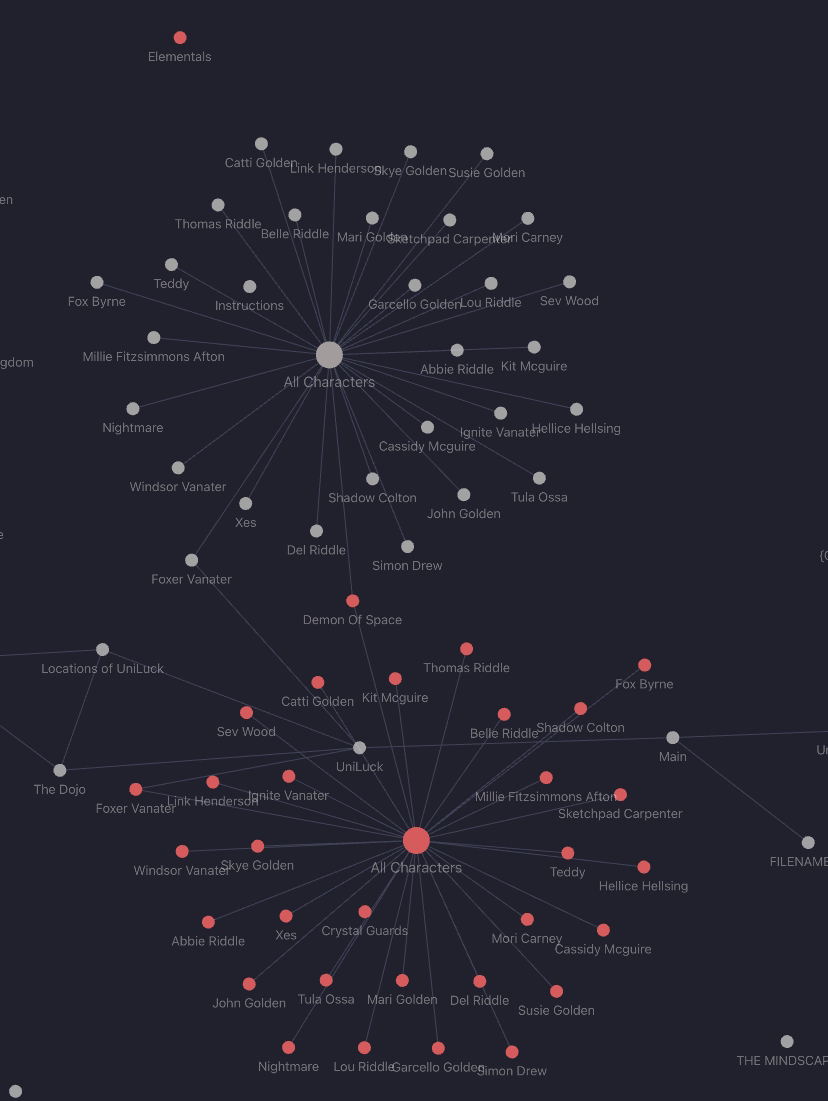 Elementals
Catti Golden
Link Henderson
Skye Golden
Susie Golden
en
Thomas Riddle
Belle Riddle
Mari Golden
Sketchpad Carpenter
Mori Carney
Teddy
Fox Byrne
Instructions
Garcello Golden
Lou Riddle
Sev Wood
Millie Fitzsimmons Afton
gdom
Abbie Riddle
Kit Mcguire
All Characters
Nightmare
Cassidy Mcguire
Ignite Vanater
Hellice Hellsing
Windsor Vanater
Shadow Colton
Tula Ossa
Xes
John Golden
e
Del Riddle
Simon Drew
{C
Foxer Vanater
Demon Of Space
Locations of UniLuck
Thomas Riddle
Fox Byrne
Catti Golden
Kit Mcguire
Sev Wood
Belle Riddle
Shadow Colton
UniLuck
Main
Un
The Dojo
Foxer Vanater
Link Henderson
Ignite Vanater
Millie Fitzsimmons Afton
Sketchpad Carpenter
Windsor Vanater
Skye Golden
All Characters
Teddy
Hellice Hellsing
FILENAME
Abbie Riddle
Xes
Crystal Guards
Mori Carney
Cassidy Mcguire
John Golden
Tula Ossa
Mari Golden
Del Riddle
Susie Golden
Nightmare
Lou Riddle
Garcello Golden
Simon Drew
THE MINDSCAP